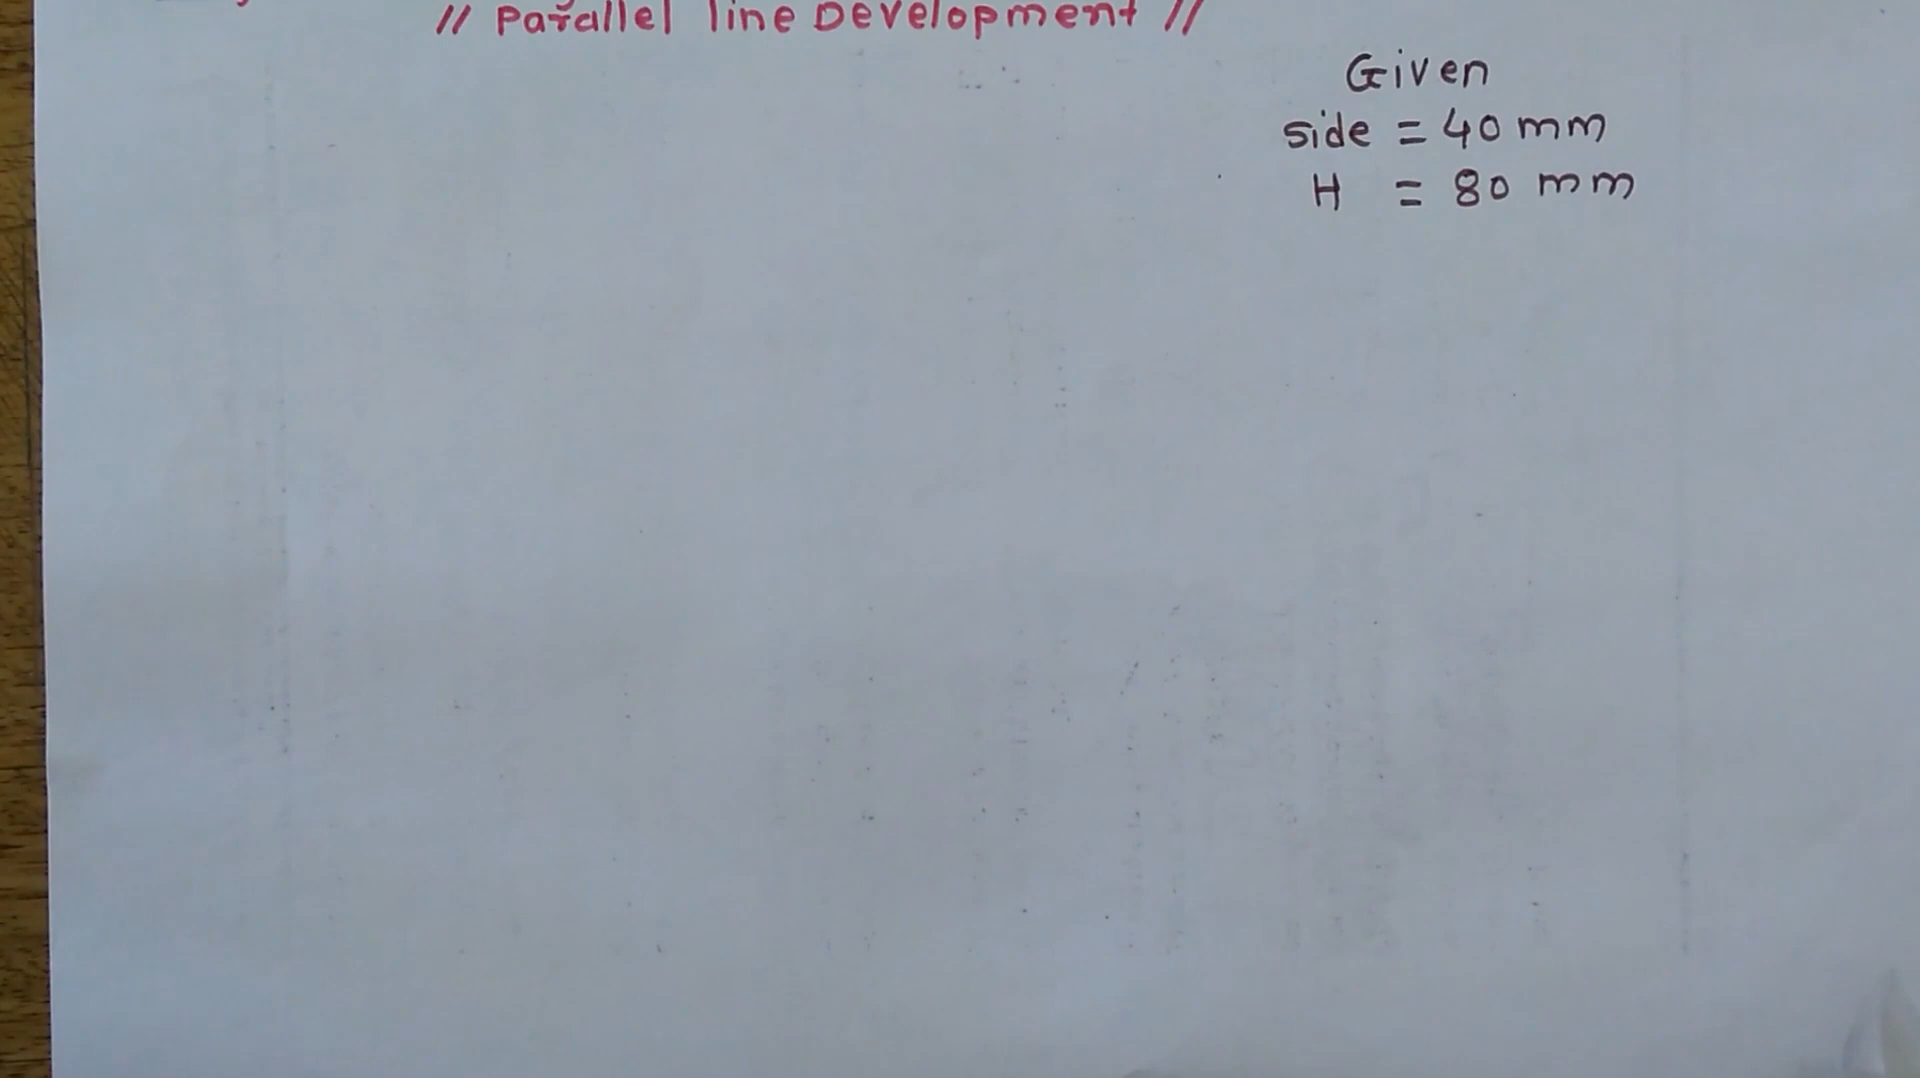 // Parallel line Development //
Given
side = 40 mm
H = 80 mm